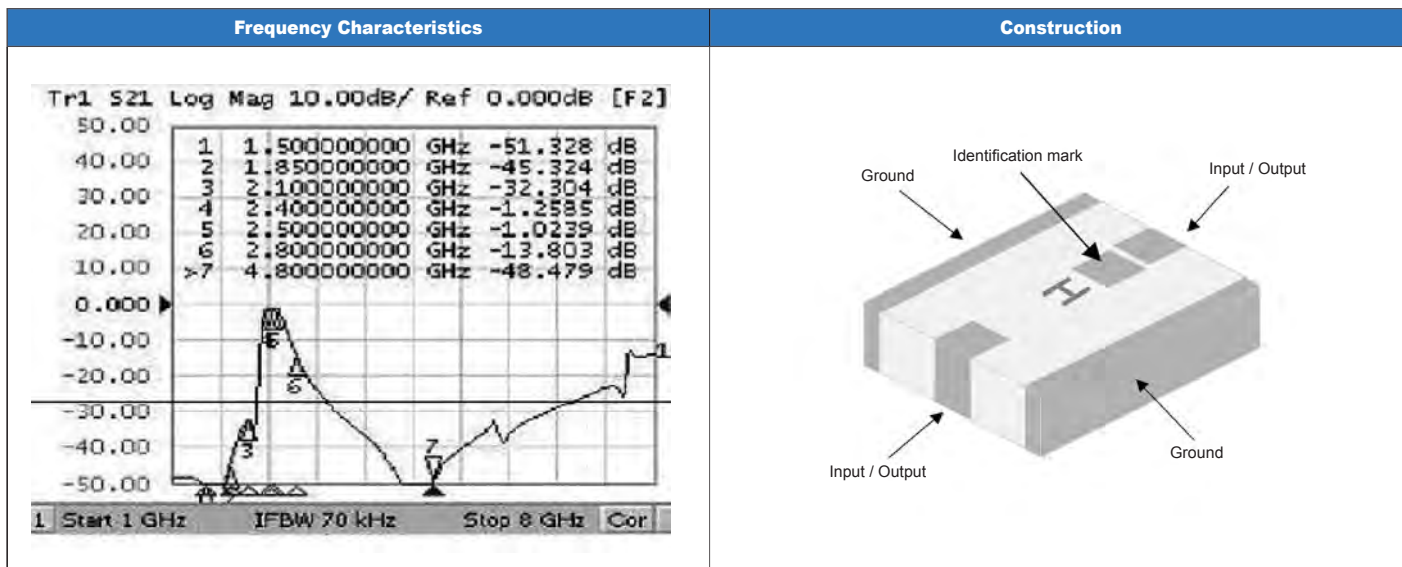 Frequency Characteristics
Construction
Tr1 S21 Log Mag 10.00dB/ Ref 0.000dB [F2]
50.00
40.00
30.00
20.00
10.00
0.000
-10.00
-20.00
-30.00
-40.00
-50.00
1 1.500000000 GHz -51.328 dB
2 1.850000000 GHz -45.324 dB
3 2.100000000 GHz -32.304 dB
4 2.400000000 GHz -1.2585 dB
5 2.500000000 GHz -1.0239 dB
6 2.800000000 GHz -13.803 dB
>7 4.800000000 GHz -48.479 dB
6
3
7
1
1 Start 1 GHz IFBW 70 kHz Stop 8 GHz Cor
Identification mark
Ground
Input / Output
H
Input / Output
Ground